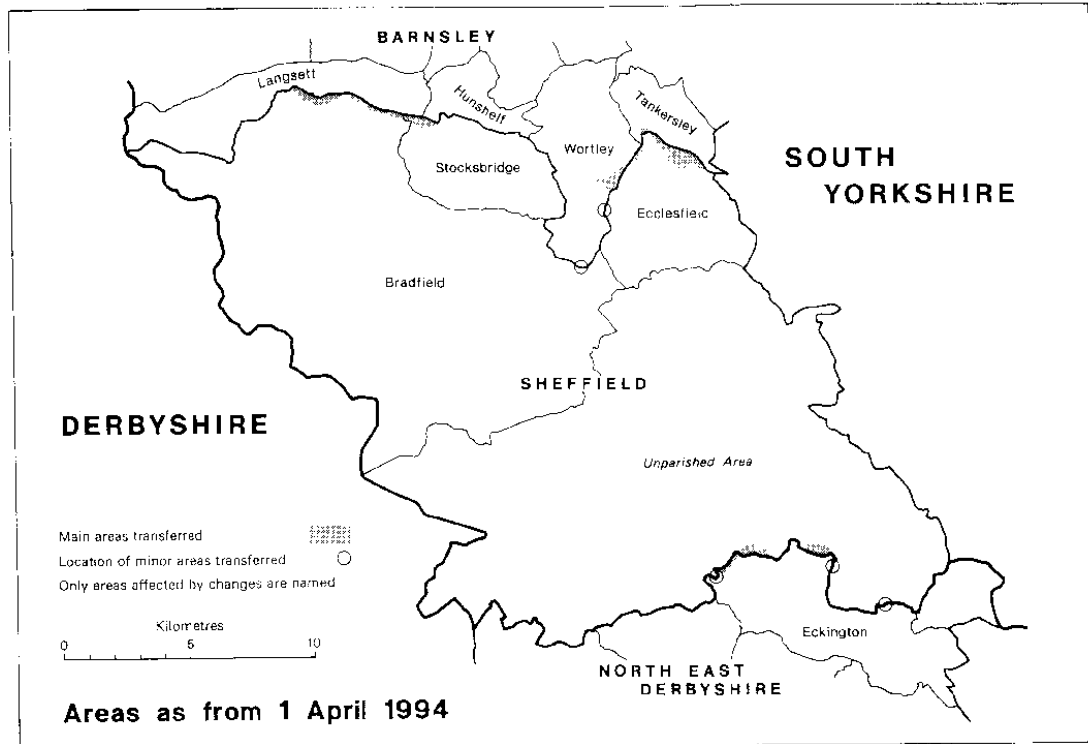 BARNSLEY
Langsett
Hunshelf
Tankersley
Wortley
Stocksbridge
SOUTH
YORKSHIRE
Ecclesfield
Bradfield
SHEFFIELD
DERBYSHIRE
Unparished Area
Main areas transferred
Location of minor areas transferred
Only areas affected by changes are named
Kilometres
0 5 10
Eckington
NORTH EAST
DERBYSHIRE
Areas as from 1 April 1994